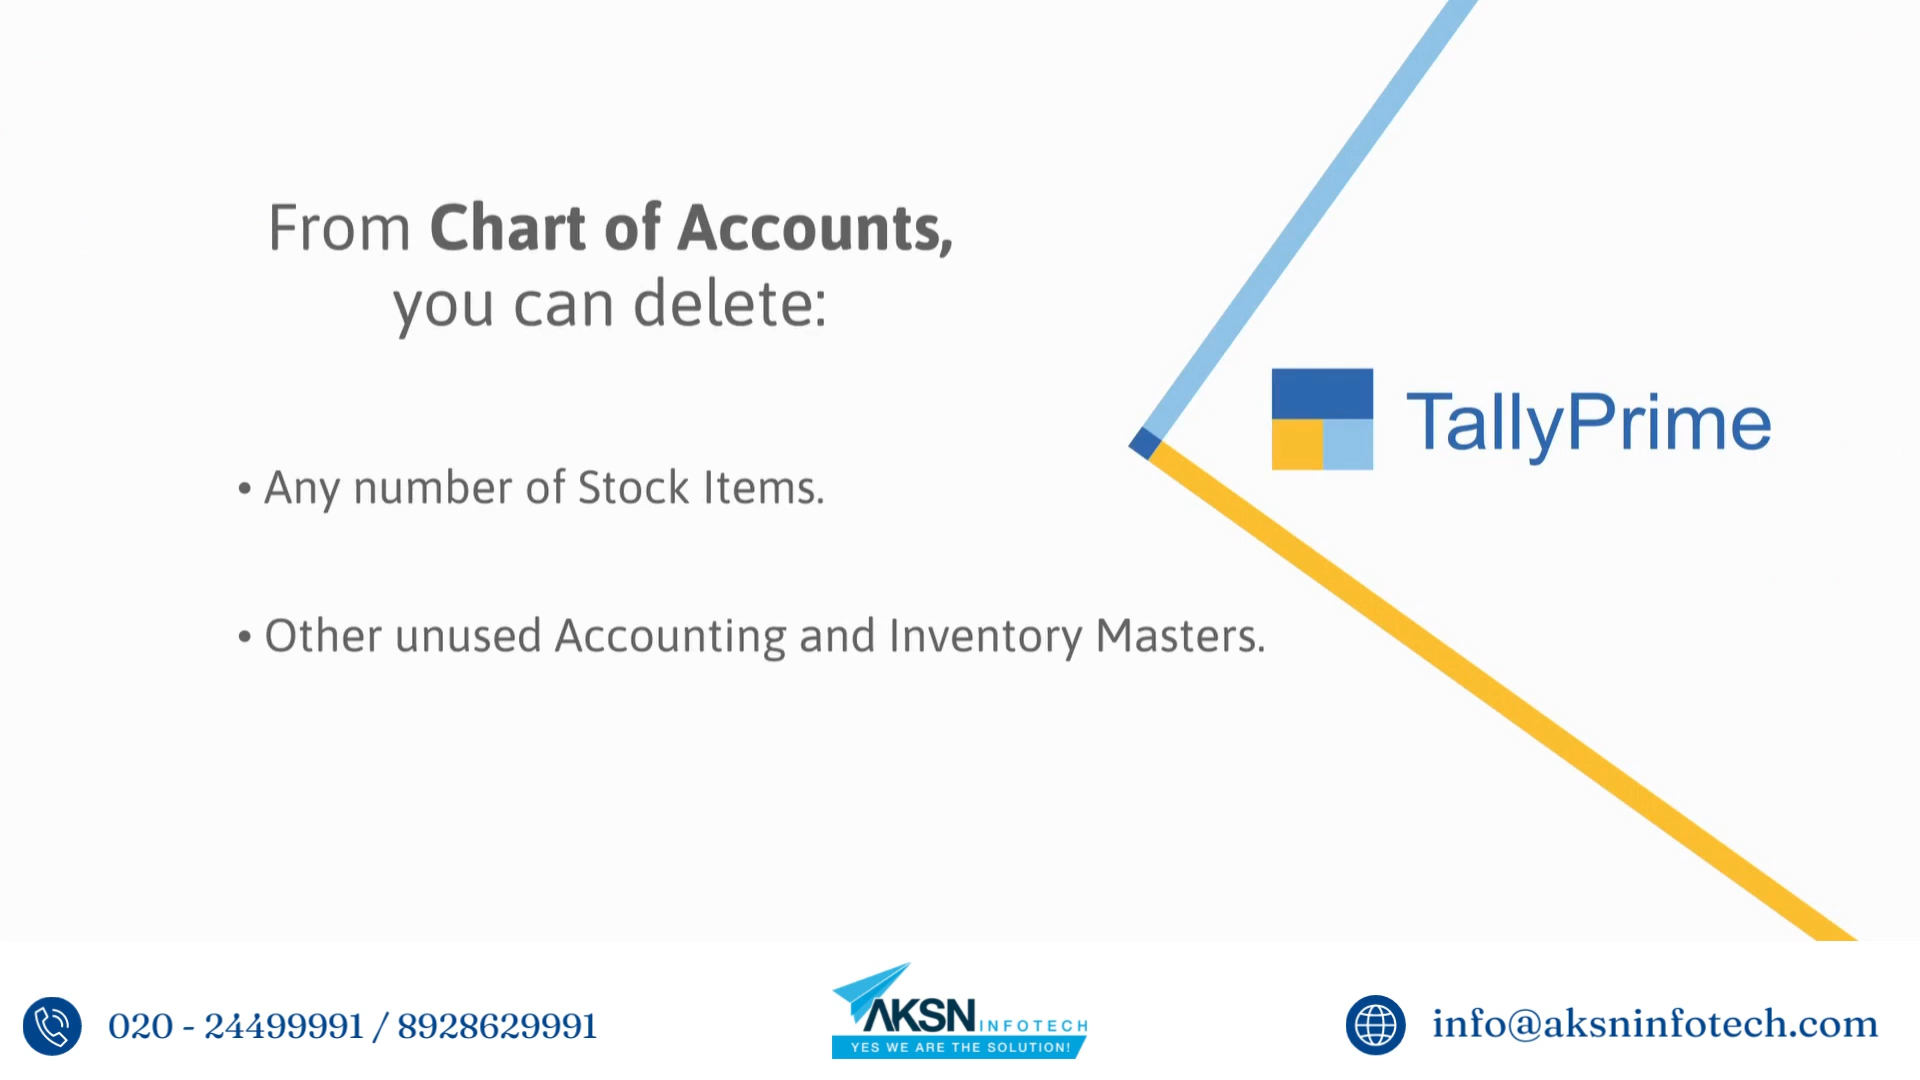 From Chart of Accounts,
you can delete:
• Any number of Stock Items.
• Other unused Accounting and Inventory Masters.
TallyPrime
020 - 24499991 / 8928629991
AKSN INFOTECH
YES WE ARE THE SOLUTION!
info@aksninfotech.com